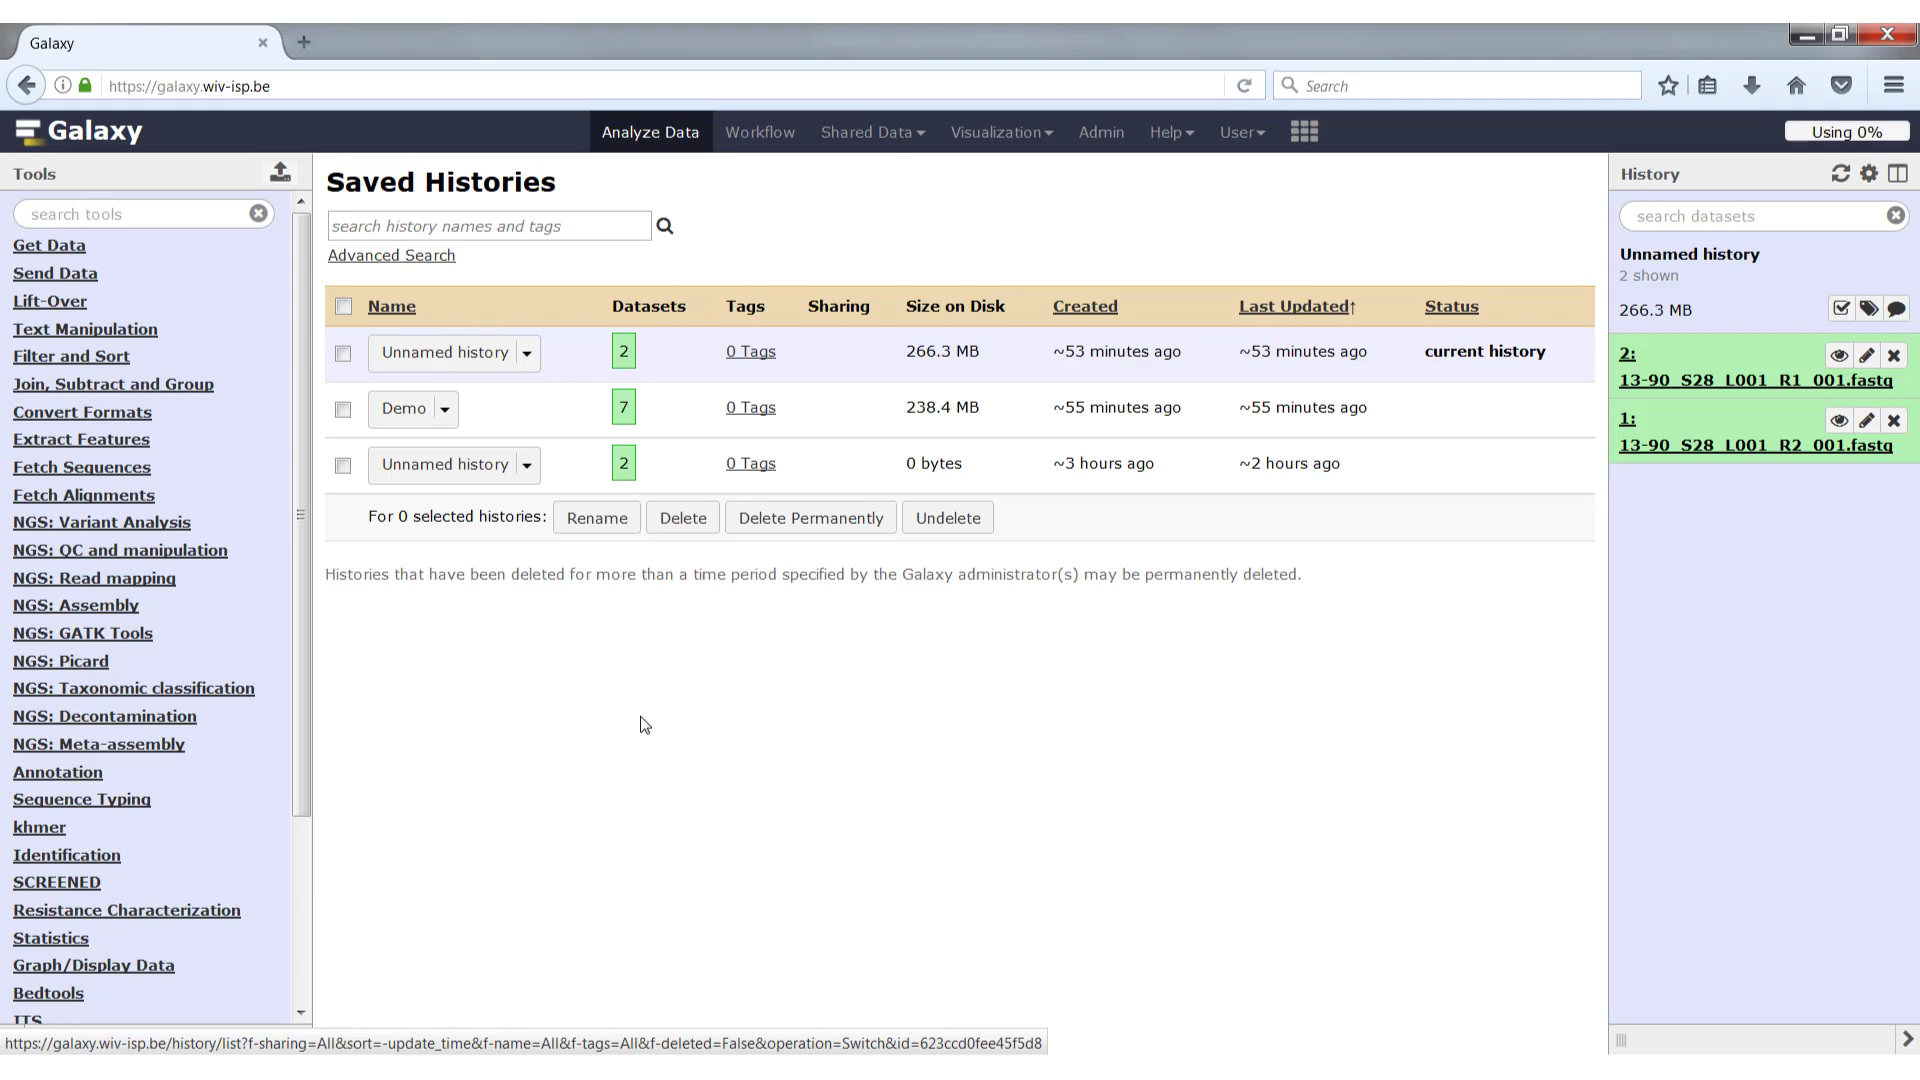 Galaxy
https://galaxy.wiv-isp.be
Search
Galaxy
Analyze Data
Workflow
Shared Data
Visualization
Admin
Help
User
Using 0%
Tools
search tools
Get Data
Send Data
Lift-Over
Text Manipulation
Filter and Sort
Join, Subtract and Group
Convert Formats
Extract Features
Fetch Sequences
Fetch Alignments
NGS: Variant Analysis
NGS: QC and manipulation
NGS: Read mapping
NGS: Assembly
NGS: GATK Tools
NGS: Picard
NGS: Taxonomic classification
NGS: Decontamination
NGS: Meta-assembly
Annotation
Sequence Typing
khmer
Identification
SCREENED
Resistance Characterization
Statistics
Graph/Display Data
Bedtools
ITS
Saved Histories
search history names and tags
Advanced Search
Name Datasets Tags Sharing Size on Disk Created Last Updated↑ Status
Unnamed history 2 0 Tags 266.3 MB ~53 minutes ago ~53 minutes ago current history
Demo 7 0 Tags 238.4 MB ~55 minutes ago ~55 minutes ago
Unnamed history 2 0 Tags 0 bytes ~3 hours ago ~2 hours ago
For 0 selected histories: Rename Delete Delete Permanently Undelete
Histories that have been deleted for more than a time period specified by the Galaxy administrator(s) may be permanently deleted.
History
search datasets
Unnamed history
2 shown
266.3 MB
2:
13-90_S28_L001_R1_001.fastq
1:
13-90_S28_L001_R2_001.fastq
https://galaxy.wiv-isp.be/history/list?f-sharing=All&sort=-update_time&f-name=All&f-tags=All&f-deleted=False&operation=Switch&id=623ccd0fee45f5d8